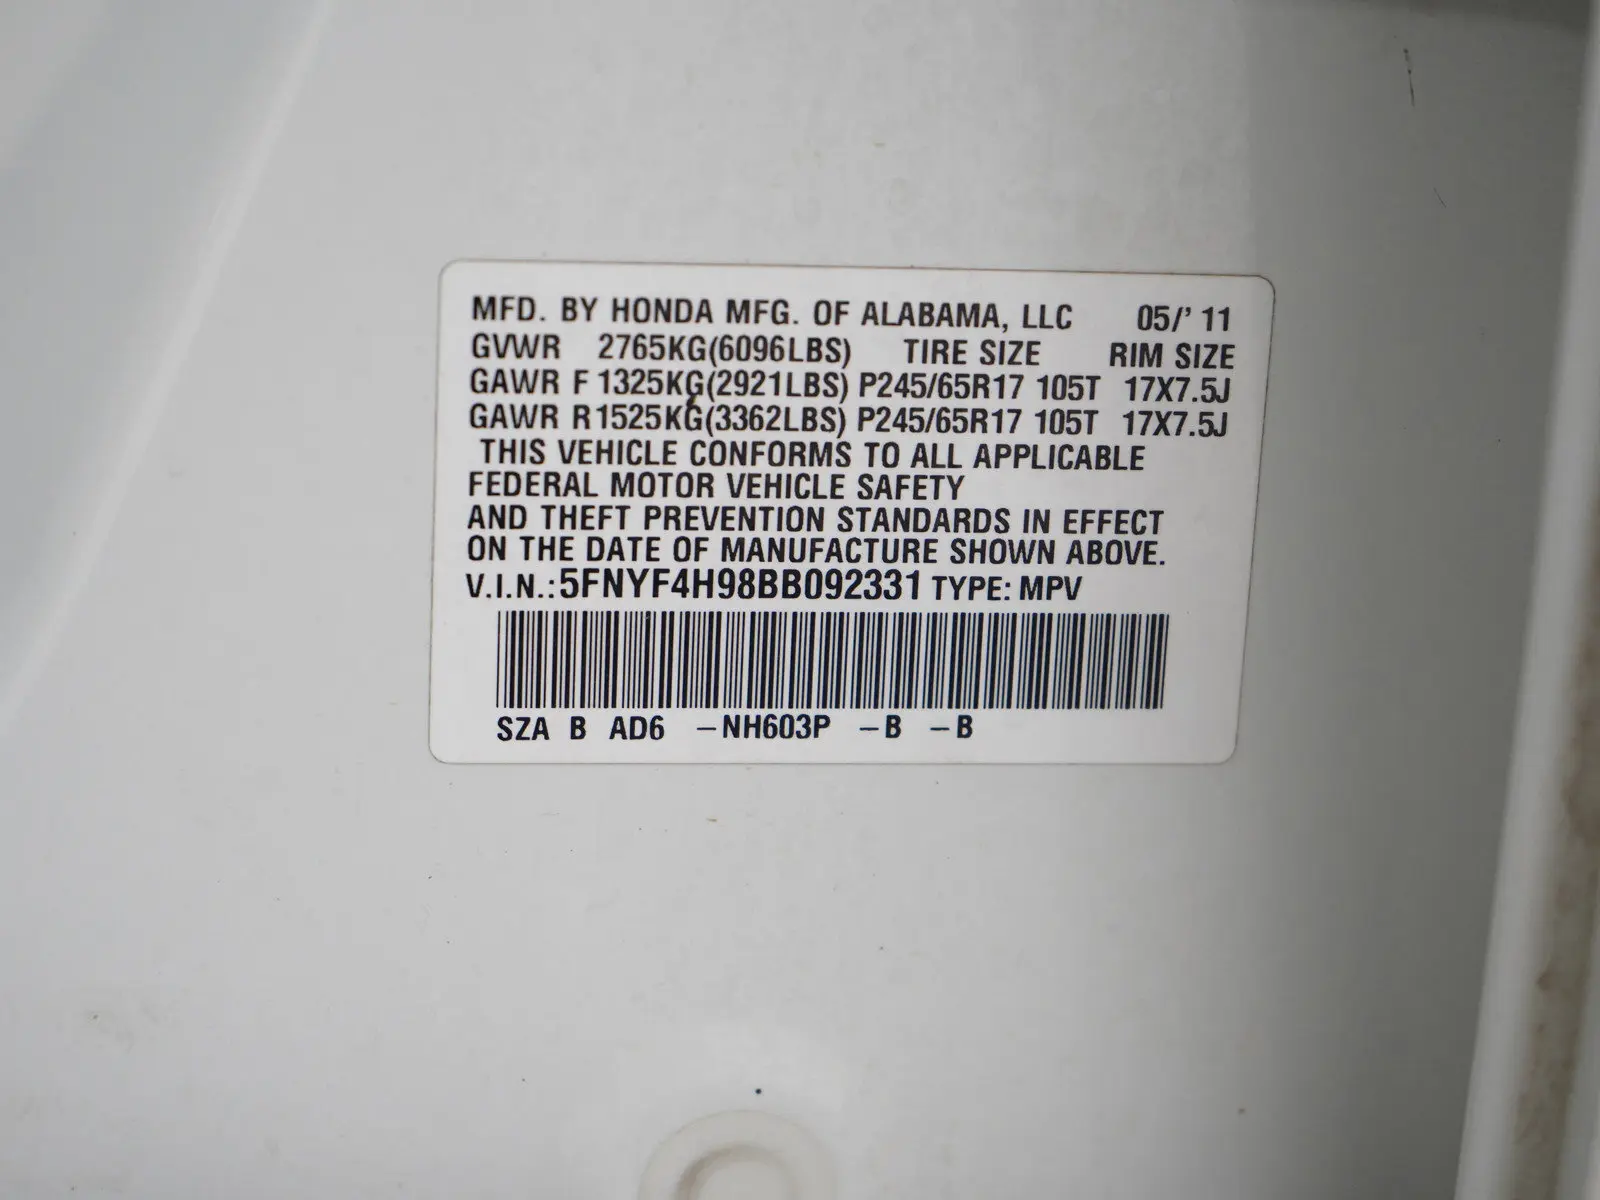 MFD. BY HONDA MFG. OF ALABAMA, LLC 05/' 11
GVWR 2765KG(6096LBS) TIRE SIZE RIM SIZE
GAWR F 1325KG(2921LBS) P245/65R17 105T 17X7.5J
GAWR R1525KG(3362LBS) P245/65R17 105T 17X7.5J
THIS VEHICLE CONFORMS TO ALL APPLICABLE
FEDERAL MOTOR VEHICLE SAFETY
AND THEFT PREVENTION STANDARDS IN EFFECT
ON THE DATE OF MANUFACTURE SHOWN ABOVE.
V.I.N.:5FNYF4H98BB092331 TYPE: MPV
SZA B AD6 –NH603P –B –B